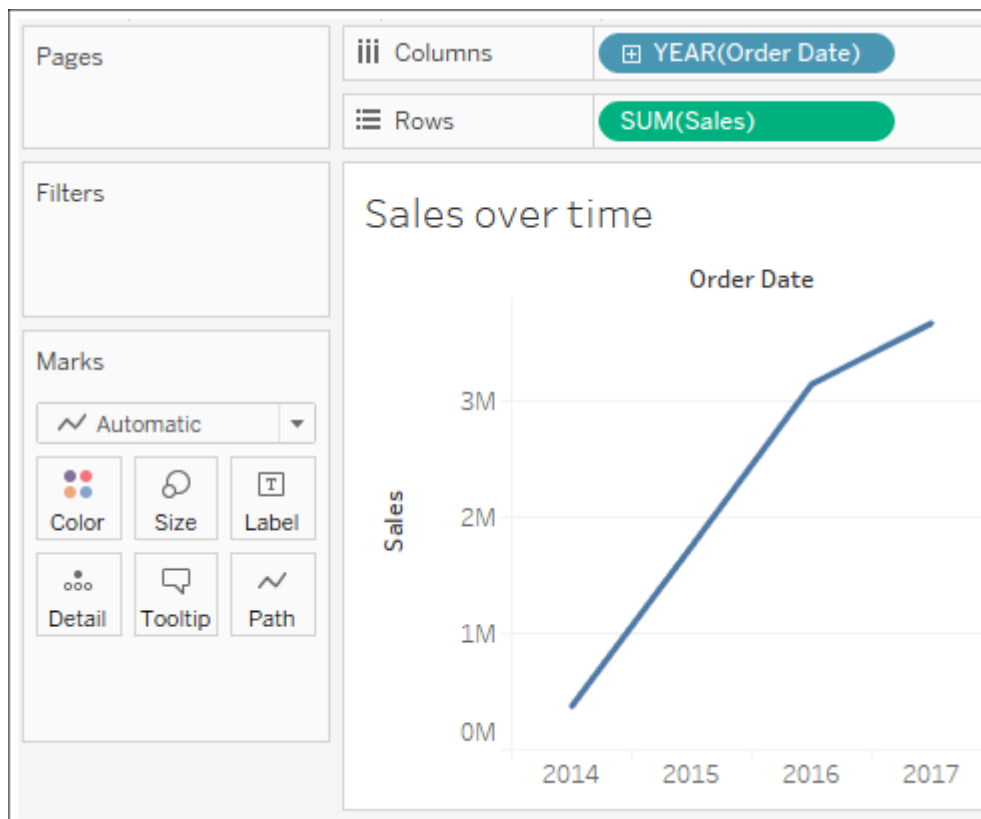 Pages
Columns
YEAR(Order Date)
Rows
SUM(Sales)
Filters
Sales over time
Order Date
Marks
Automatic
Color
Size
T
Label
Detail
Tooltip
Path
Sales
3M
2M
1M
0M
2014
2015
2016
2017